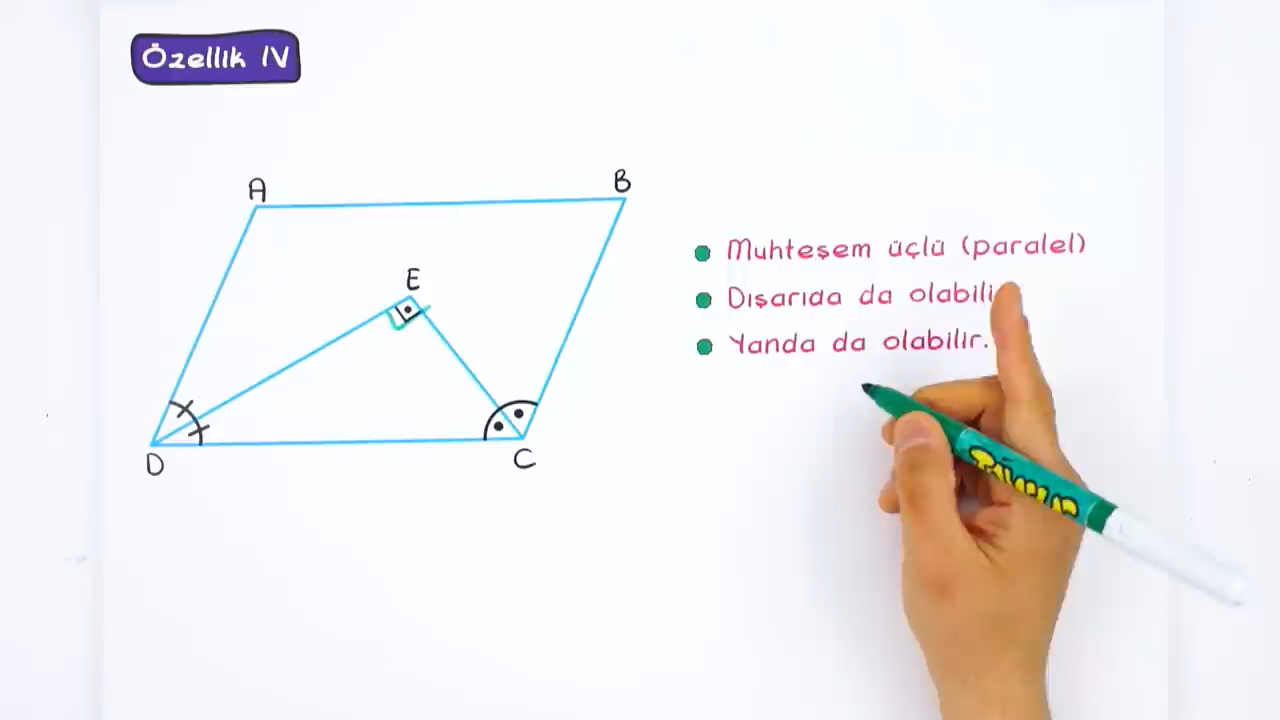 Özellik IV
A
B
E
D
C
Muhteşem üçlü (paralel)
Dışarıda da
Yanda da olabilir.